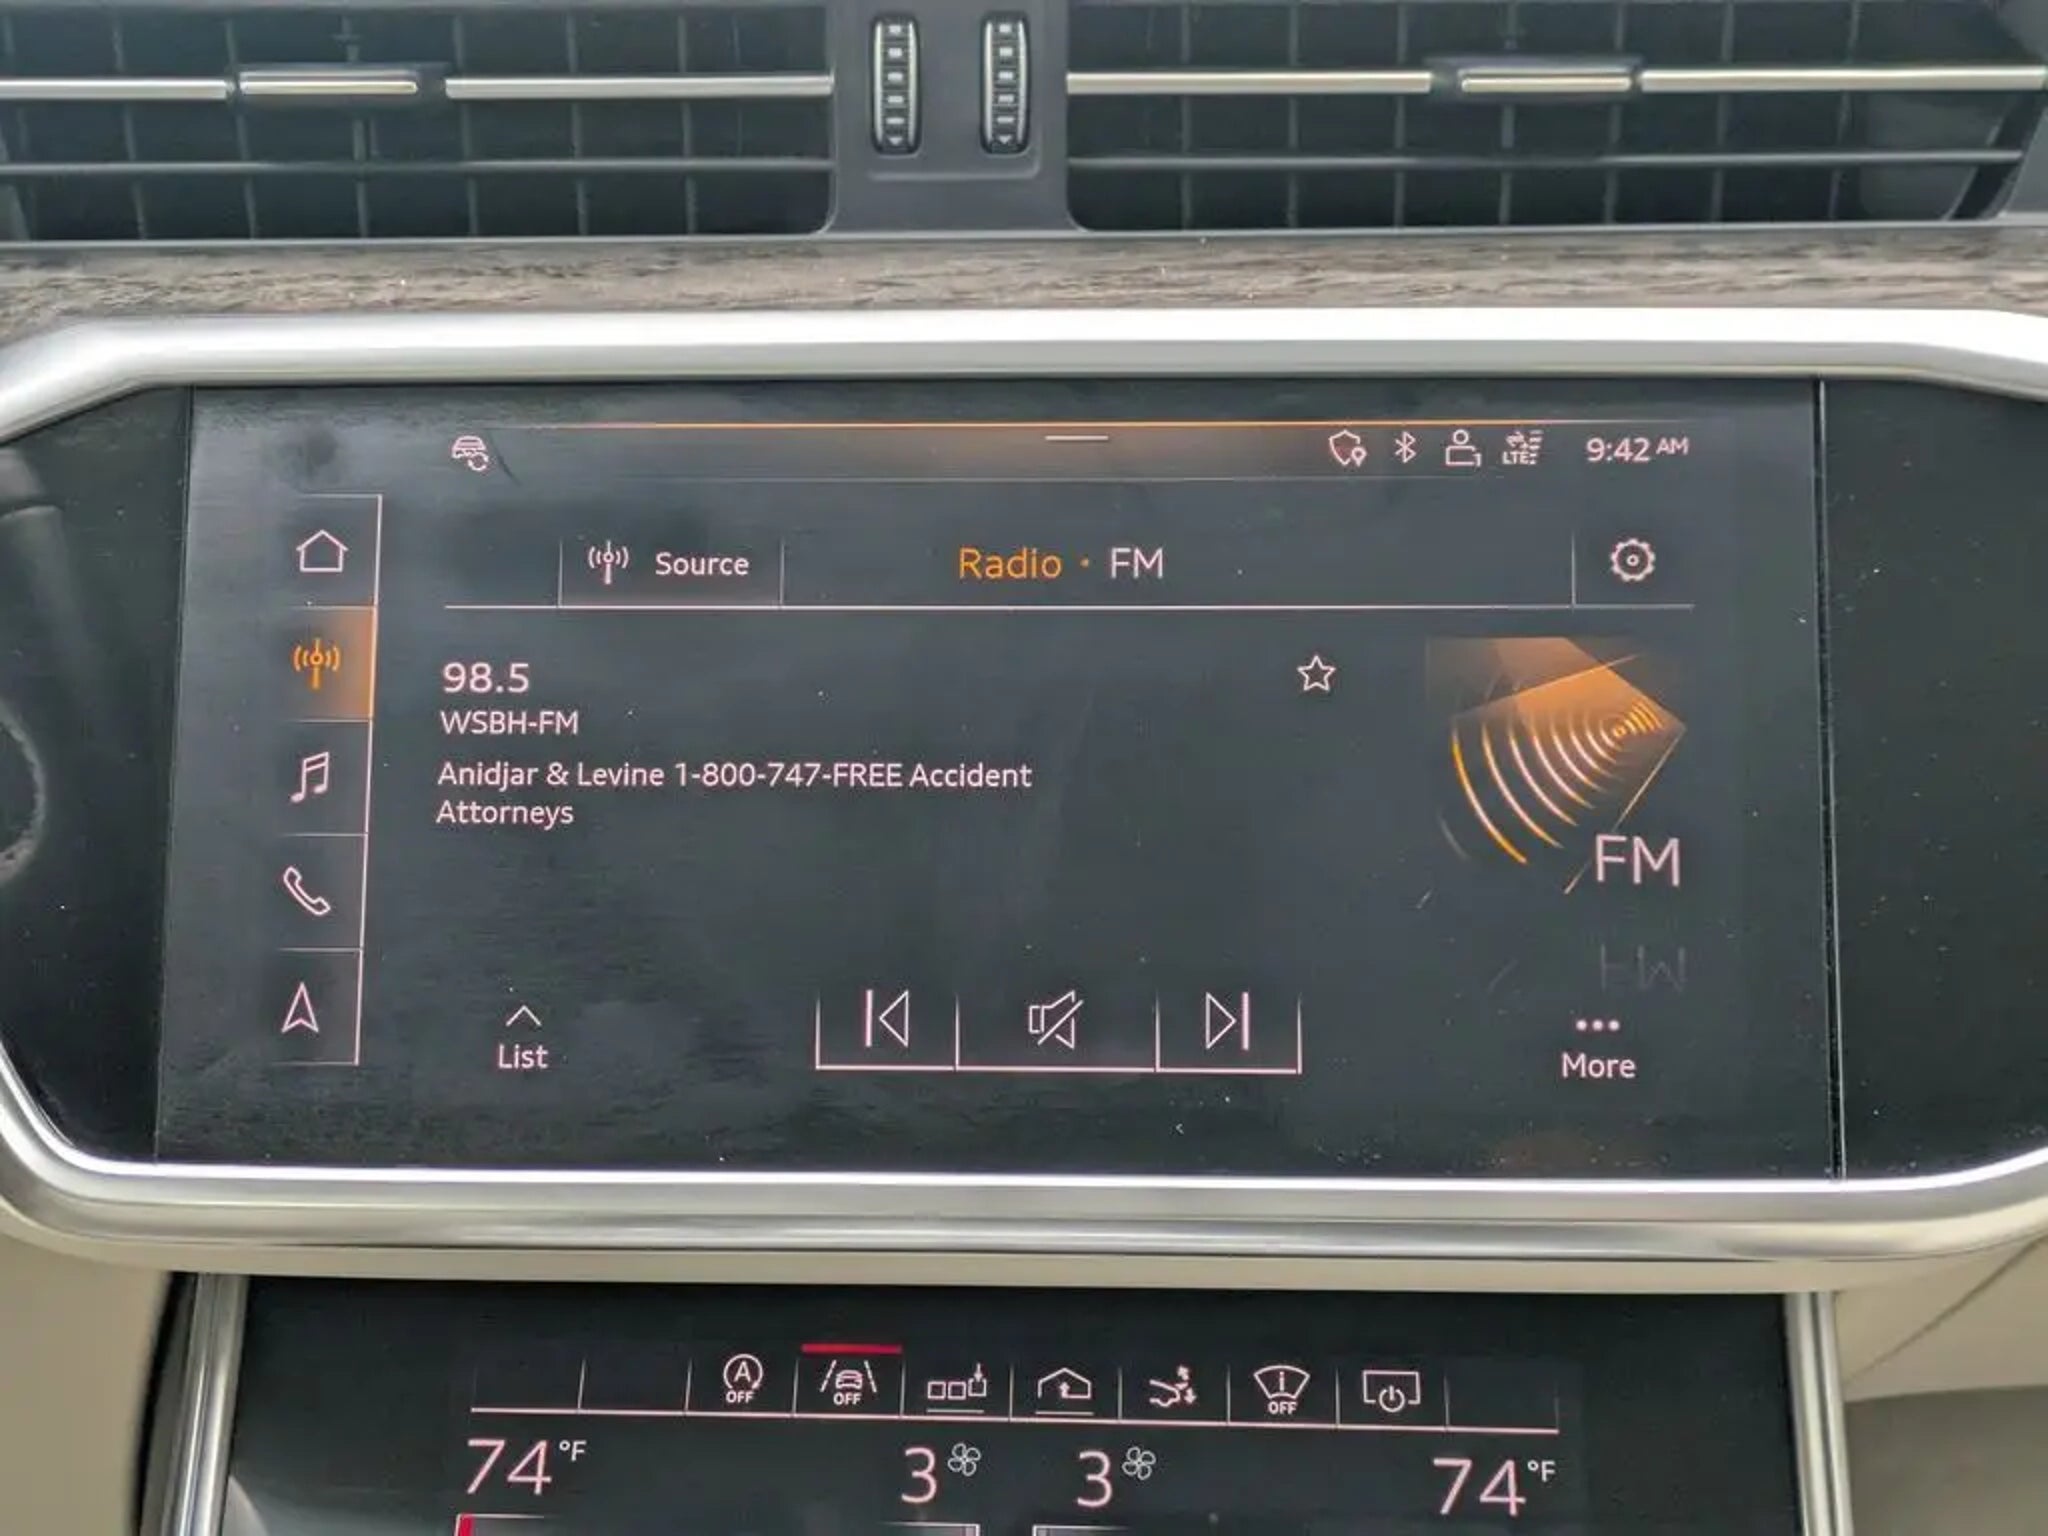 LTE
9:42 AM
Source
Radio • FM
98.5
WSBH-FM
Anidjar & Levine 1-800-747-FREE Accident
Attorneys
FM
List
More
A
OFF
OFF
OFF
74 °F
3
3
74 °F